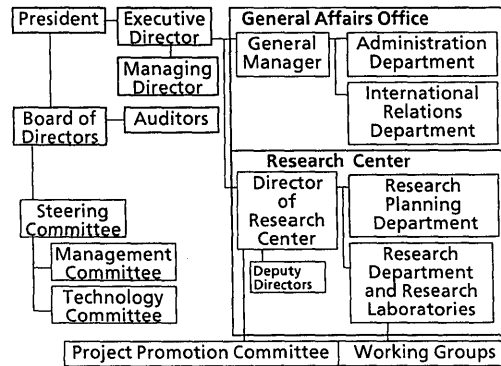 President
Executive
Director
Managing
Director
Board of
Directors
Auditors
Steering
Committee
Management
Committee
Technology
Committee
General Affairs Office
General
Manager
Administration
Department
International
Relations
Department
Research Center
Director
of
Research
Center
Deputy
Directors
Research
Planning
Department
Research
Department
and Research
Laboratories
Project Promotion Committee
Working Groups